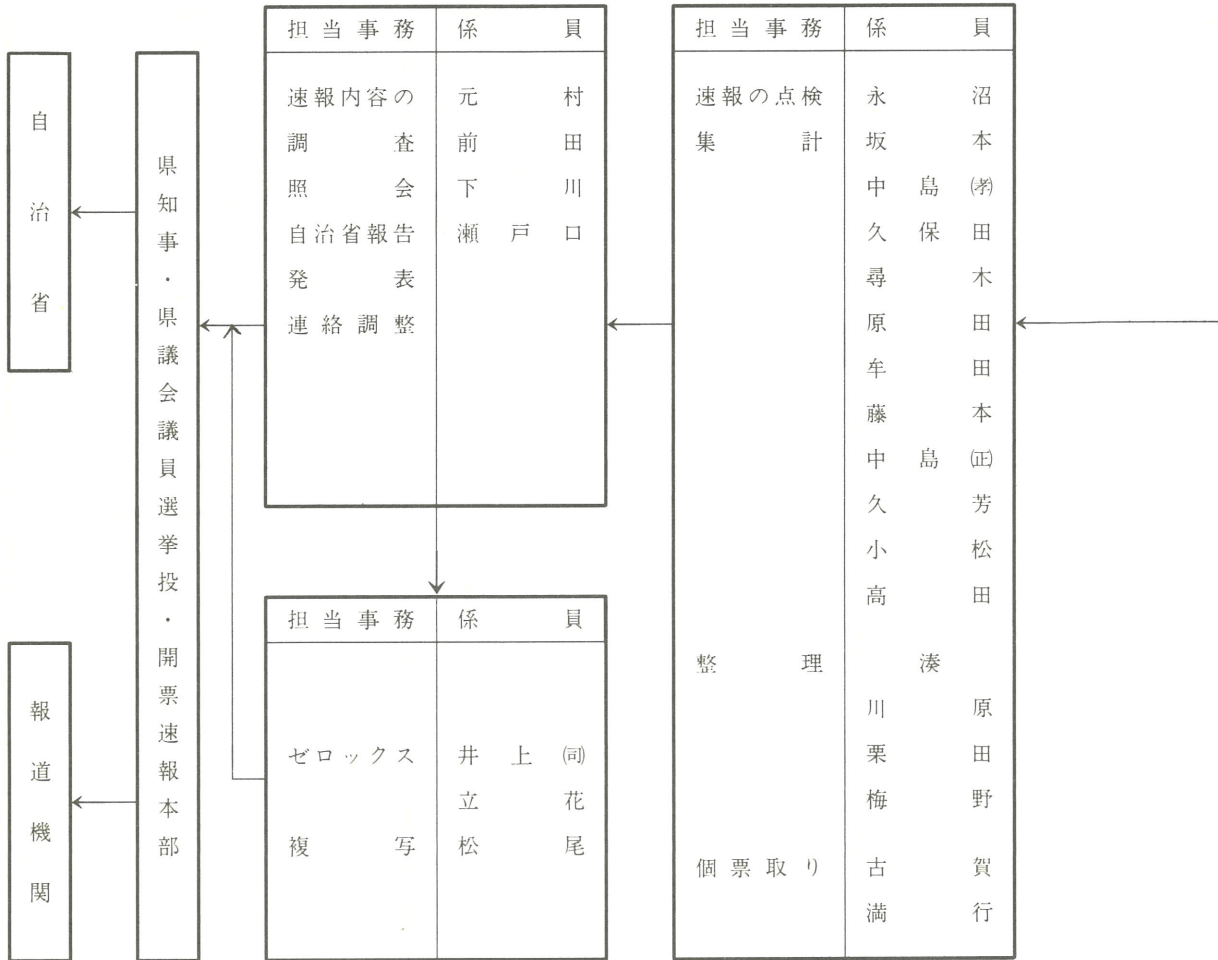 自治省
報道機関
県知事・県議会議員選挙投・開票速報本部
担当事務 係員
速報内容の 元村
調査 前田
照会 下川
自治省報告 瀬戸口
発表
連絡調整
担当事務 係員
ゼロックス 井上㈳
立花
複写 松尾
担当事務 係員
速報の点検 永沼
集計 坂本
中島(孝)
久保田
尋木
原田
牟田
藤本
中島(正)
久芳
小松
高田
整理 湊
川原
栗田
梅野
個票取り 古賀
満行